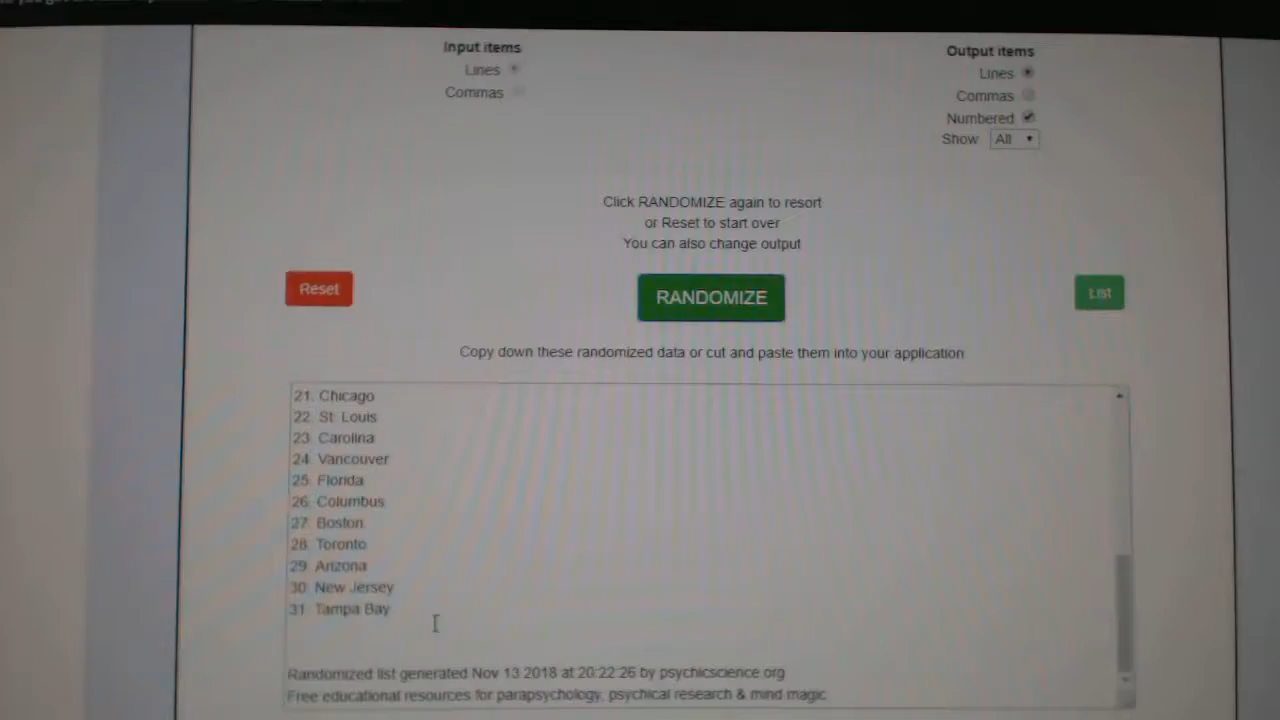 Input items
Lines
Commas
Output items
Lines
Commas
Numbered
Show All
Click RANDOMIZE again to resort
or Reset to start over
You can also change output
Reset
RANDOMIZE
List
Copy down these randomized data or cut and paste them into your application
21. Chicago
22. St. Louis
23. Carolina
24. Vancouver
25. Florida
26. Columbus
27. Boston
28. Toronto
29. Arizona
30. New Jersey
31. Tampa Bay
Randomized list generated Nov 13 2018 at 20:22:26 by psychicscience.org
Free educational resources for parapsychology, psychical research & mind magic